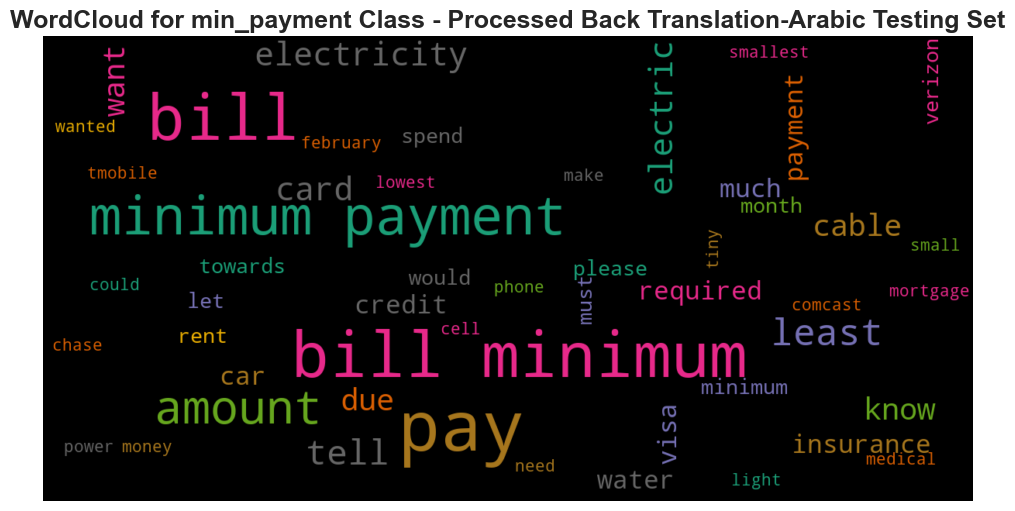 WordCloud for min_payment Class - Processed Back Translation-Arabic Testing Set
electricity
want
electric
smallest
verizon
bill
payment
wanted
february
spend
tmobile
card
lowest
make
much
month
minimum payment
cable
small
tiny
towards
could
would
please
let
credit
phone
must
required
mortgage
comcast
rent
cell
chase
bill minimum
least
car
minimum
amount
due
pay
know
visa
power
money
tell
need
insurance
medical
water
light